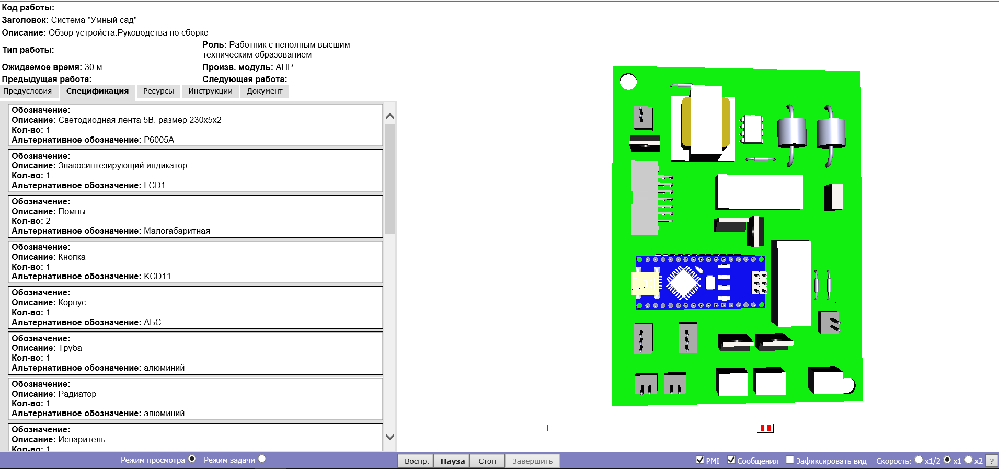 Код работы:
Заголовок: Система "Умный сад"
Описание: Обзор устройста.Руководства по сборке
Тип работы:
Роль: Работник с неполным высшим
техническим образованием
Ожидаемое время: 30 м.
Произв. модуль: АПР
Предыдущая работа:
Следующая работа:
Предусловия Спецификация Ресурсы Инструкции Документ
Обозначение:
Описание: Светодиодная лента 5В, размер 230х5х2
Кол-во: 1
Альтернативное обозначение: P6005A
Обозначение:
Описание: Знакосинтезирующий индикатор
Кол-во: 1
Альтернативное обозначение: LCD1
Обозначение:
Описание: Помпы
Кол-во: 2
Альтернативное обозначение: Малогабаритная
Обозначение:
Описание: Кнопка
Кол-во: 1
Альтернативное обозначение: KCD11
Обозначение:
Описание: Корпус
Кол-во: 1
Альтернативное обозначение: АБС
Обозначение:
Описание: Труба
Кол-во: 1
Альтернативное обозначение: алюминий
Обозначение:
Описание: Радиатор
Кол-во: 1
Альтернативное обозначение: алюминий
Обозначение:
Описание: Испаритель
Кол-во: 1
Режим просмотра Режим задачи Воспр. Пауза Стоп Завершить PMI Сообщения Зафиксировать вид Скорость: x1/2 x1 x2 ?